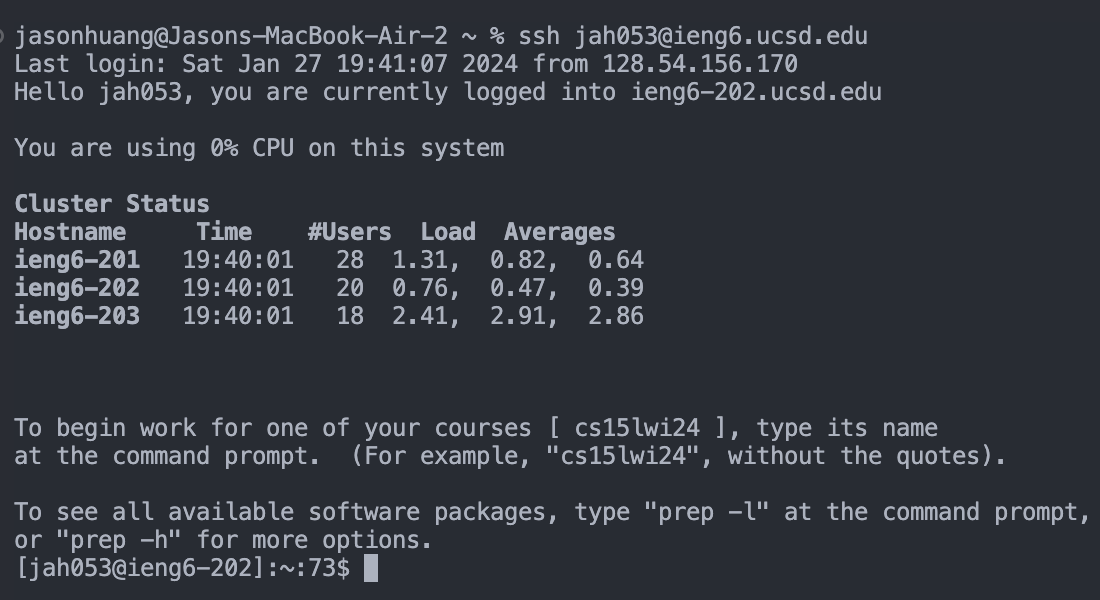 jasonhuang@Jasons-MacBook-Air-2 ~ % ssh jah053@ieng6.ucsd.edu
Last login: Sat Jan 27 19:41:07 2024 from 128.54.156.170
Hello jah053, you are currently logged into ieng6-202.ucsd.edu
You are using 0% CPU on this system
Cluster Status
Hostname     Time    #Users  Load  Averages
ieng6-201   19:40:01   28  1.31,  0.82,  0.64
ieng6-202   19:40:01   20  0.76,  0.47,  0.39
ieng6-203   19:40:01   18  2.41,  2.91,  2.86
To begin work for one of your courses [ cs15lwi24 ], type its name
at the command prompt.  (For example, "cs15lwi24", without the quotes).
To see all available software packages, type "prep -l" at the command prompt,
or "prep -h" for more options.
[jah053@ieng6-202]:~:73$